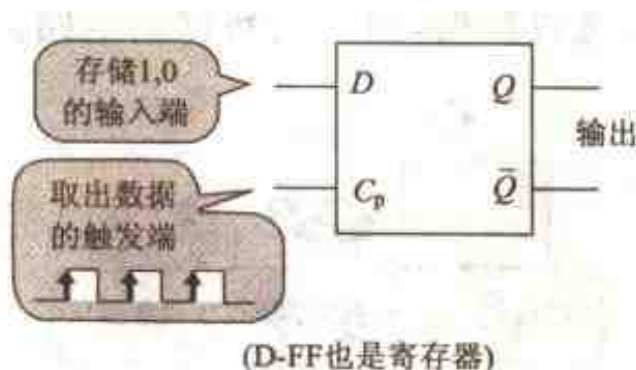 存储1,0
的输入端
D
Q
输出
取出数据
的触发端
Cp
Q̄
(D-FF也是寄存器)